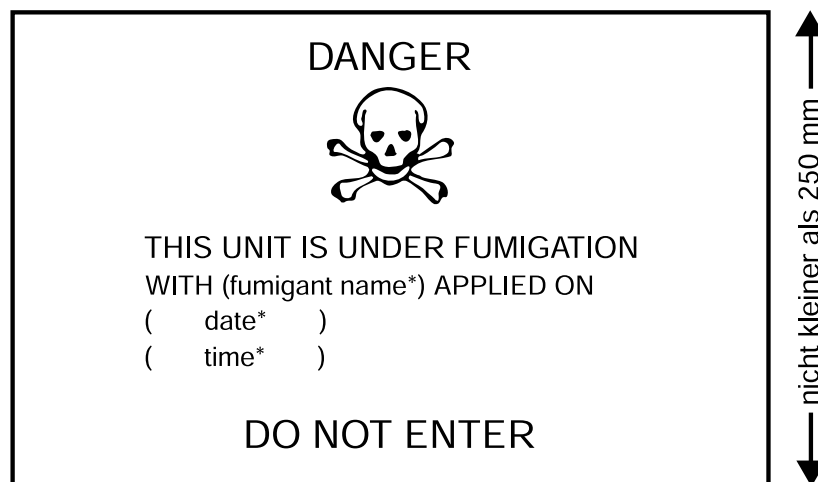 DANGER
THIS UNIT IS UNDER FUMIGATION
WITH (fumigant name*) APPLIED ON
( date* )
( time* )
DO NOT ENTER
nicht kleiner als 250 mm